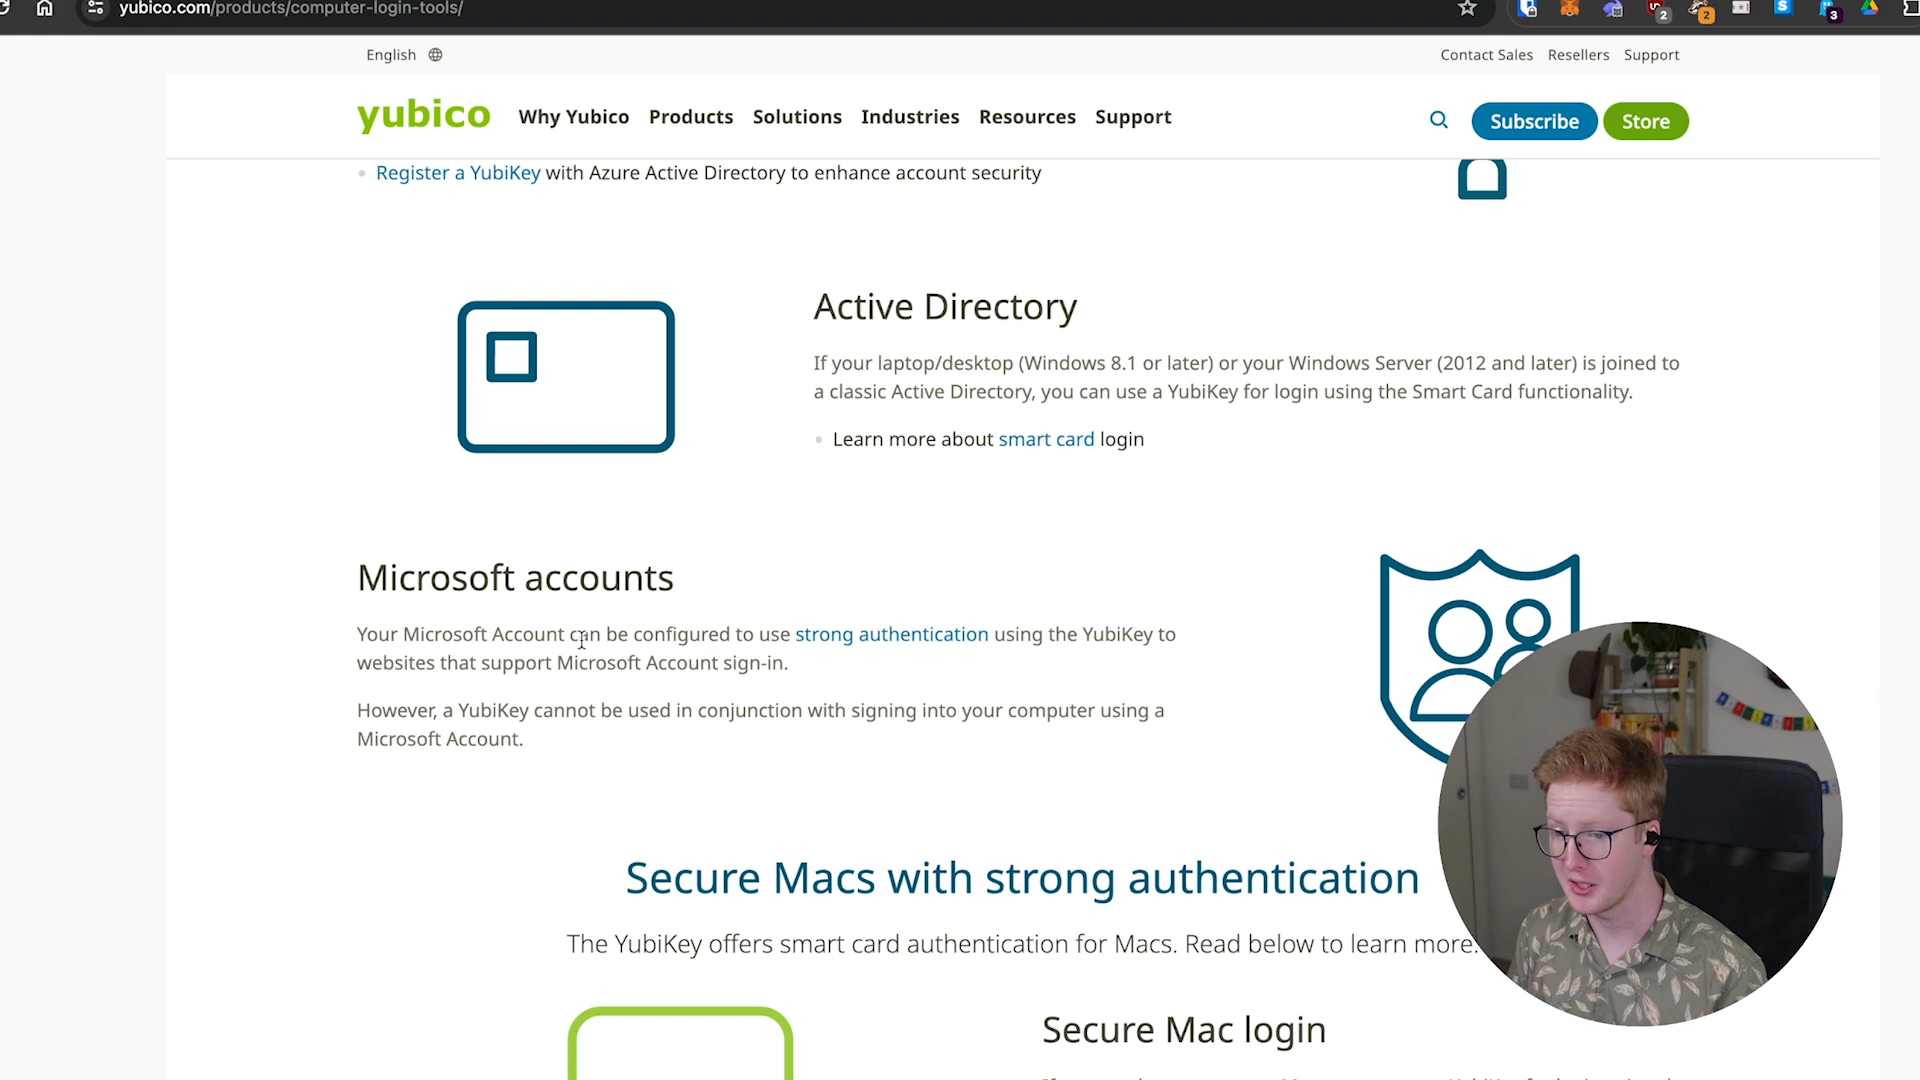 yubico.com/products/computer-login-tools/
2
2
S
3
English
Contact Sales Resellers Support
yubico Why Yubico Products Solutions Industries Resources Support
Subscribe Store
Register a YubiKey with Azure Active Directory to enhance account security
Active Directory
If your laptop/desktop (Windows 8.1 or later) or your Windows Server (2012 and later) is joined to
a classic Active Directory, you can use a YubiKey for login using the Smart Card functionality.
Learn more about smart card login
Microsoft accounts
Your Microsoft Account can be configured to use strong authentication using the YubiKey to
websites that support Microsoft Account sign-in.
However, a YubiKey cannot be used in conjunction with signing into your computer using a
Microsoft Account.
Secure Macs with strong authentication
The YubiKey offers smart card authentication for Macs. Read below to learn more.
Secure Mac login